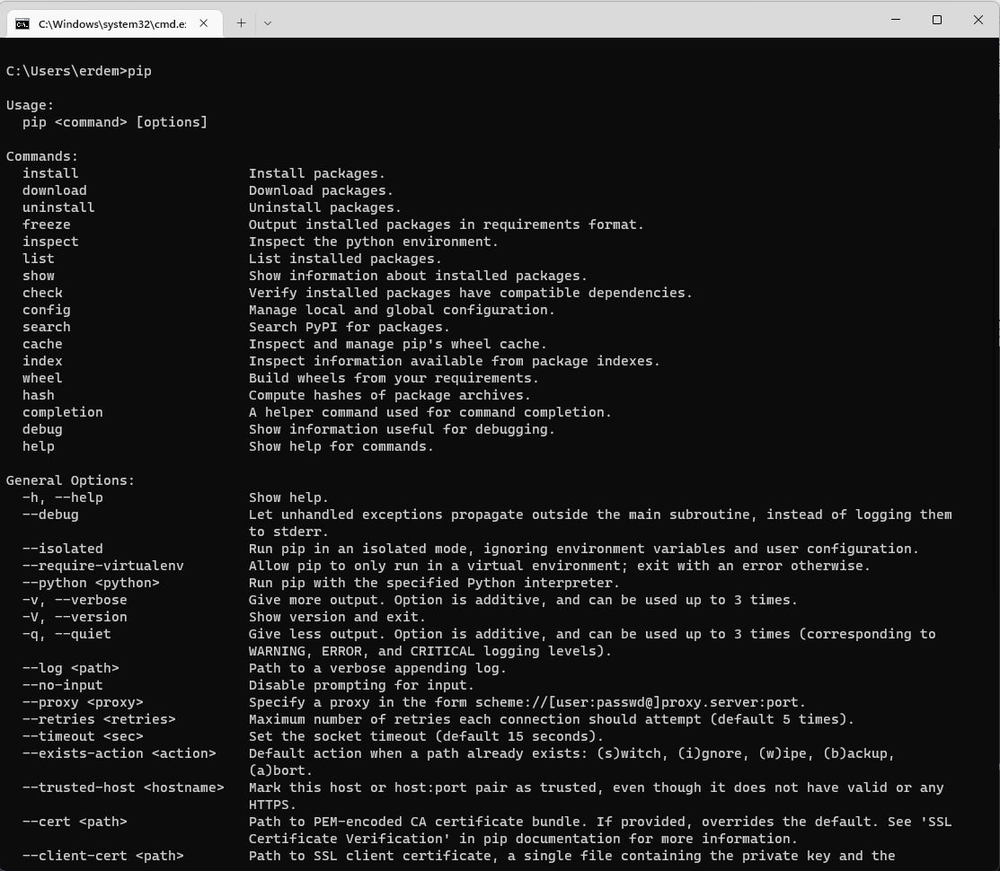 C:\Windows\system32\cmd.e:
C:\Users\erdem>pip
Usage:
pip <command> [options]
Commands:
install Install packages.
download Download packages.
uninstall Uninstall packages.
freeze Output installed packages in requirements format.
inspect Inspect the python environment.
list List installed packages.
show Show information about installed packages.
check Verify installed packages have compatible dependencies.
config Manage local and global configuration.
search Search PyPI for packages.
cache Inspect and manage pip's wheel cache.
index Inspect information available from package indexes.
wheel Build wheels from your requirements.
hash Compute hashes of package archives.
completion A helper command used for command completion.
debug Show information useful for debugging.
help Show help for commands.
General Options:
-h, --help Show help.
--debug Let unhandled exceptions propagate outside the main subroutine, instead of logging them
to stderr.
--isolated Run pip in an isolated mode, ignoring environment variables and user configuration.
--require-virtualenv Allow pip to only run in a virtual environment; exit with an error otherwise.
--python <python> Run pip with the specified Python interpreter.
-v, --verbose Give more output. Option is additive, and can be used up to 3 times.
-V, --version Show version and exit.
-q, --quiet Give less output. Option is additive, and can be used up to 3 times (corresponding to
WARNING, ERROR, and CRITICAL logging levels).
--log <path> Path to a verbose appending log.
--no-input Disable prompting for input.
--proxy <proxy> Specify a proxy in the form scheme://[user:passwd@]proxy.server:port.
--retries <retries> Maximum number of retries each connection should attempt (default 5 times).
--timeout <sec> Set the socket timeout (default 15 seconds).
--exists-action <action> Default action when a path already exists: (s)witch, (i)gnore, (w)ipe, (b)ackup,
(a)bort.
--trusted-host <hostname> Mark this host or host:port pair as trusted, even though it does not have valid or any
HTTPS.
--cert <path> Path to PEM-encoded CA certificate bundle. If provided, overrides the default. See 'SSL
Certificate Verification' in pip documentation for more information.
--client-cert <path> Path to SSL client certificate, a single file containing the private key and the